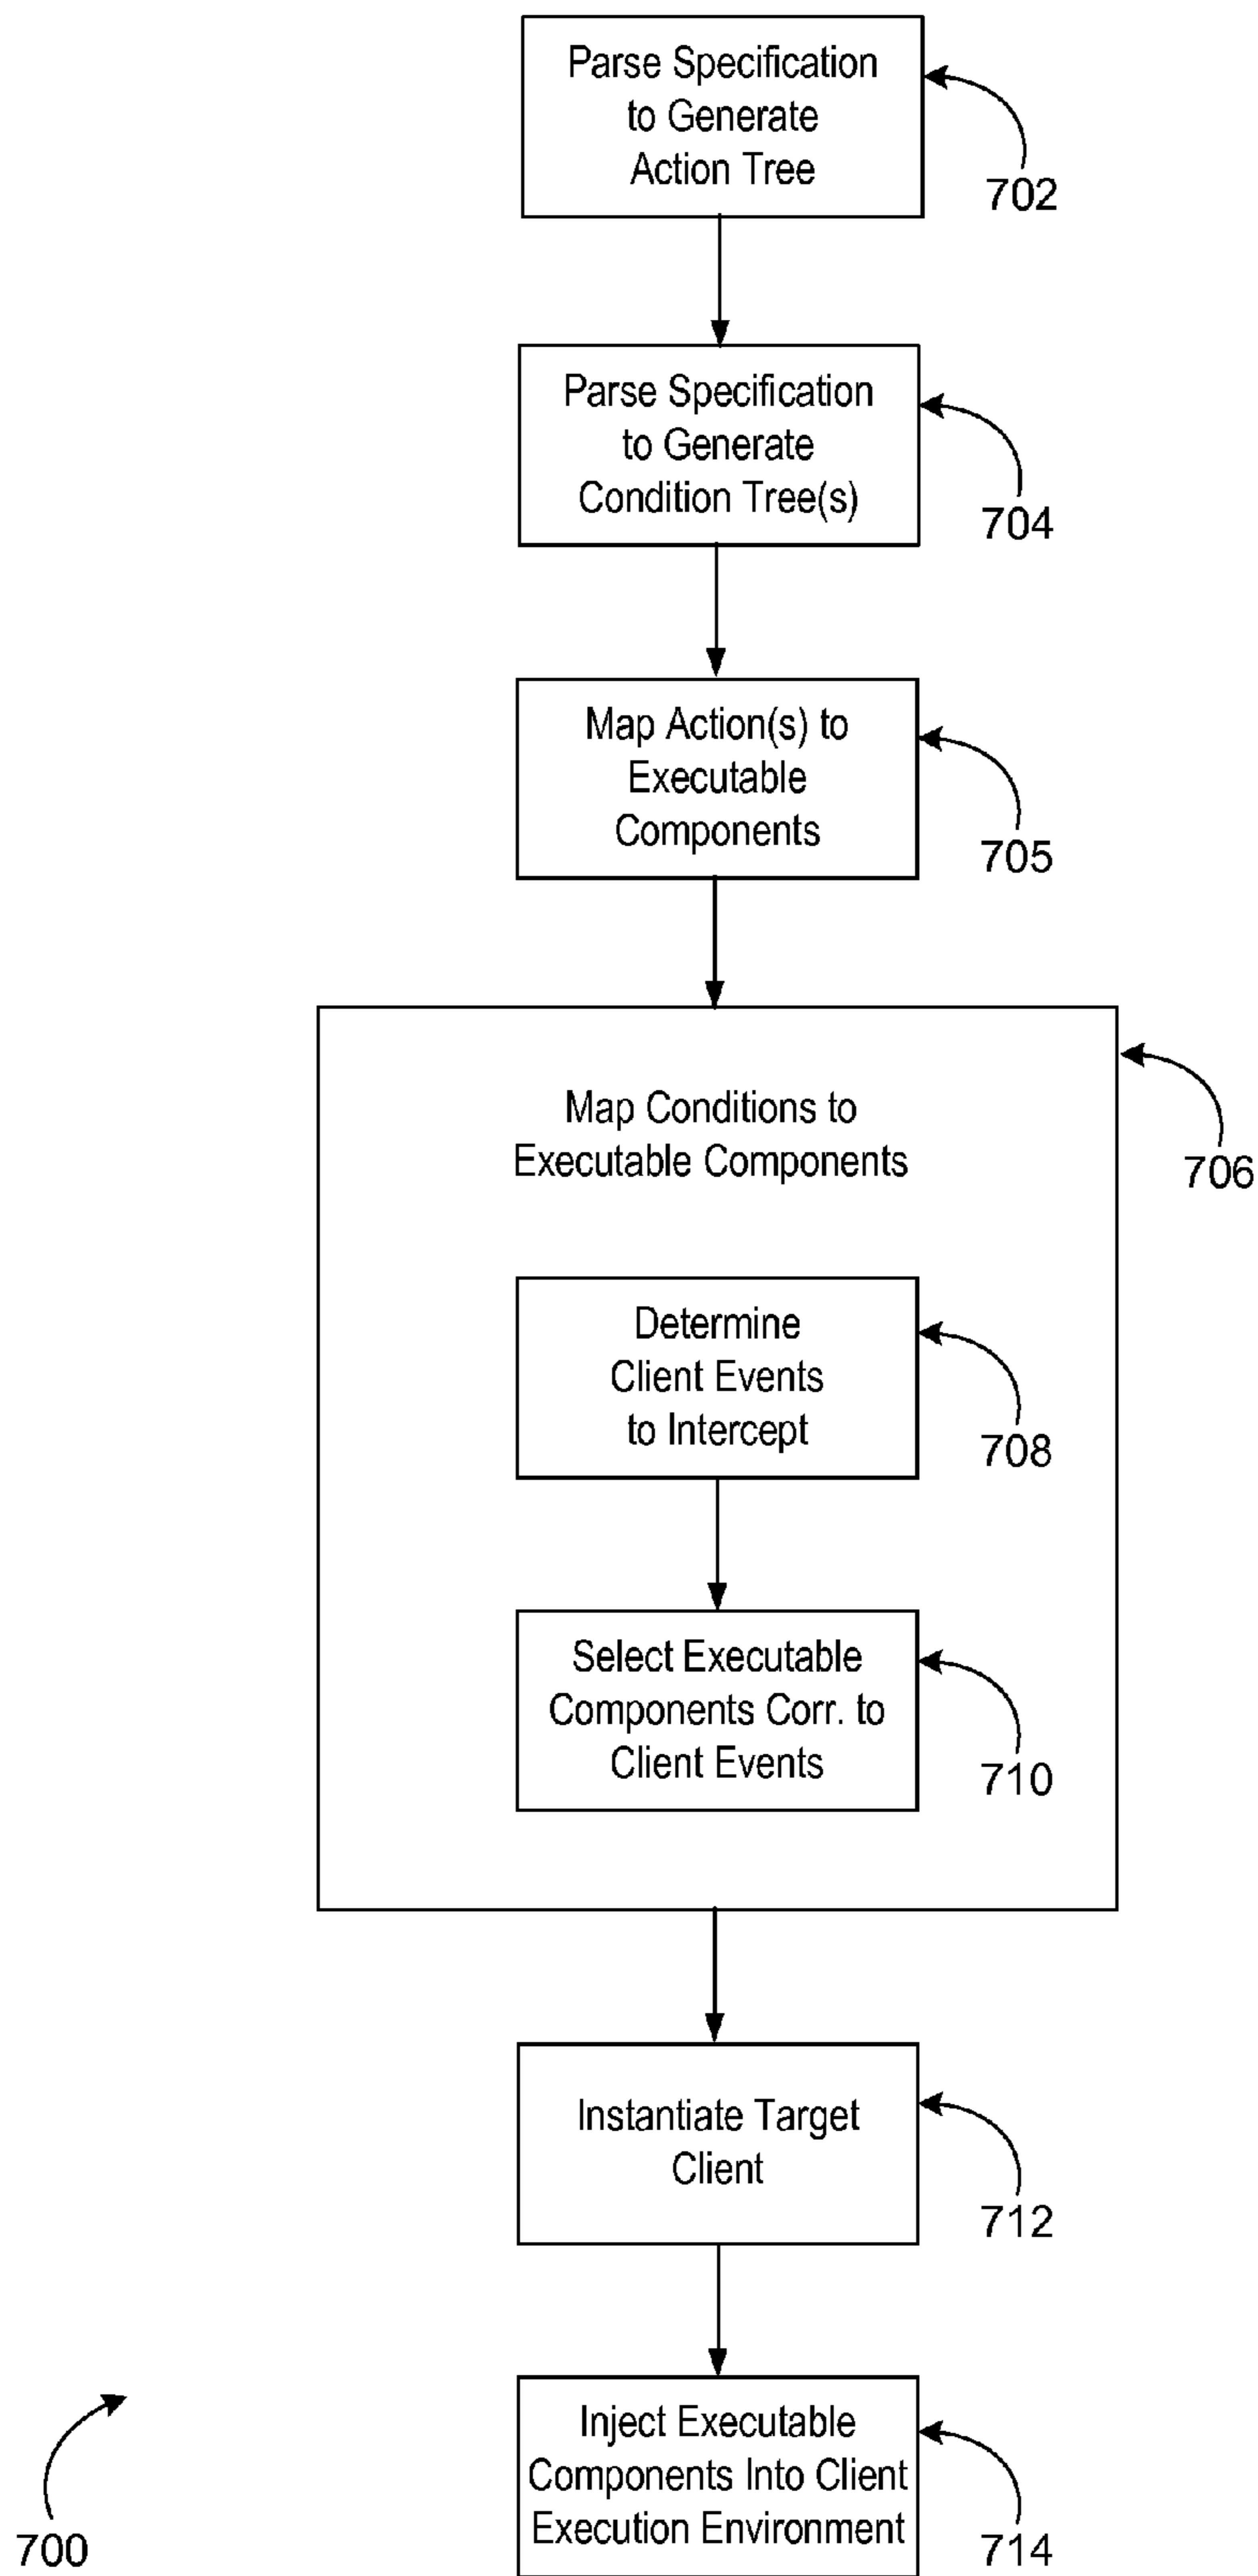 Parse Specification
to Generate
Action Tree
702
Parse Specification
to Generate
Condition Tree(s)
704
Map Action(s) to
Executable
Components
705
Map Conditions to
Executable Components
706
Determine
Client Events
to Intercept
708
Select Executable
Components Corr. to
Client Events
710
Instantiate Target
Client
712
Inject Executable
Components Into Client
Execution Environment
714
700